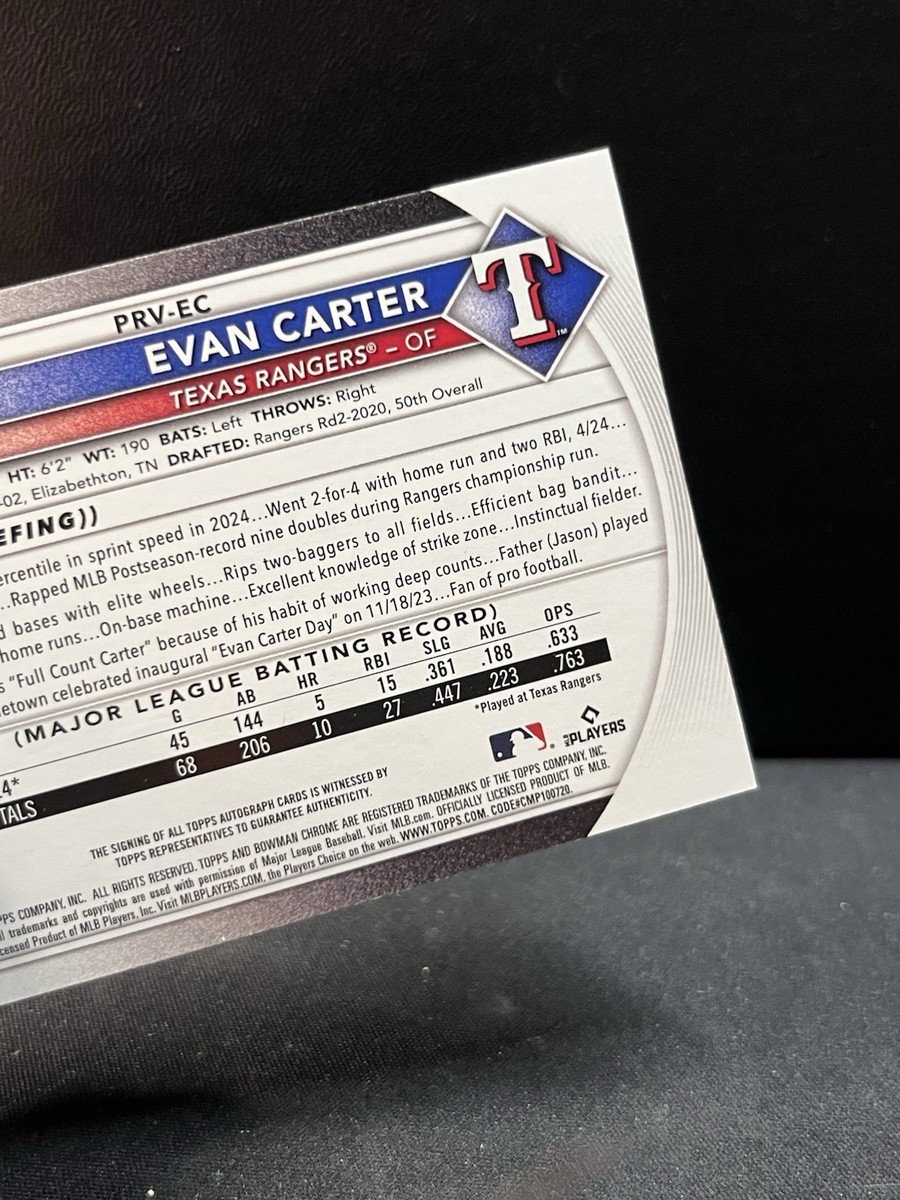 PRV-EC
EVAN CARTER
TEXAS RANGERS® – OF
T™
HT: 6'2" WT: 190 BATS: Left THROWS: Right
-02, Elizabethton, TN DRAFTED: Rangers Rd2-2020, 50th Overall
EFING))
ercentile in sprint speed in 2024...Went 2-for-4 with home run and two RBI, 4/24...
...Rapped MLB Postseason-record nine doubles during Rangers championship run.
d bases with elite wheels...Rips two-baggers to all fields...Efficient bag bandit...
home runs...On-base machine...Excellent knowledge of strike zone...Instinctual fielder.
s "Full Count Carter" because of his habit of working deep counts...Father (Jason) played
etown celebrated inaugural "Evan Carter Day" on 11/18/23...Fan of pro football.
(MAJOR LEAGUE BATTING RECORD)
G AB HR RBI SLG AVG OPS
4* 45 144 5 15 .361 .188 .633
TALS 68 206 10 27 .447 .223 .763
*Played at Texas Rangers
MLB PLAYERS
THE SIGNING OF ALL TOPPS AUTOGRAPH CARDS IS WITNESSED BY
TOPPS REPRESENTATIVES TO GUARANTEE AUTHENTICITY.
PPS COMPANY, INC. ALL RIGHTS RESERVED. TOPPS AND BOWMAN CHROME ARE REGISTERED TRADEMARKS OF THE TOPPS COMPANY, INC.
ll trademarks and copyrights are used with permission of Major League Baseball. Visit MLB.com. OFFICIALLY LICENSED PRODUCT OF MLB.
censed Product of MLB Players, Inc. Visit MLBPLAYERS.COM, the Players Choice on the web. WWW.TOPPS.COM. CODE#CMP100720.